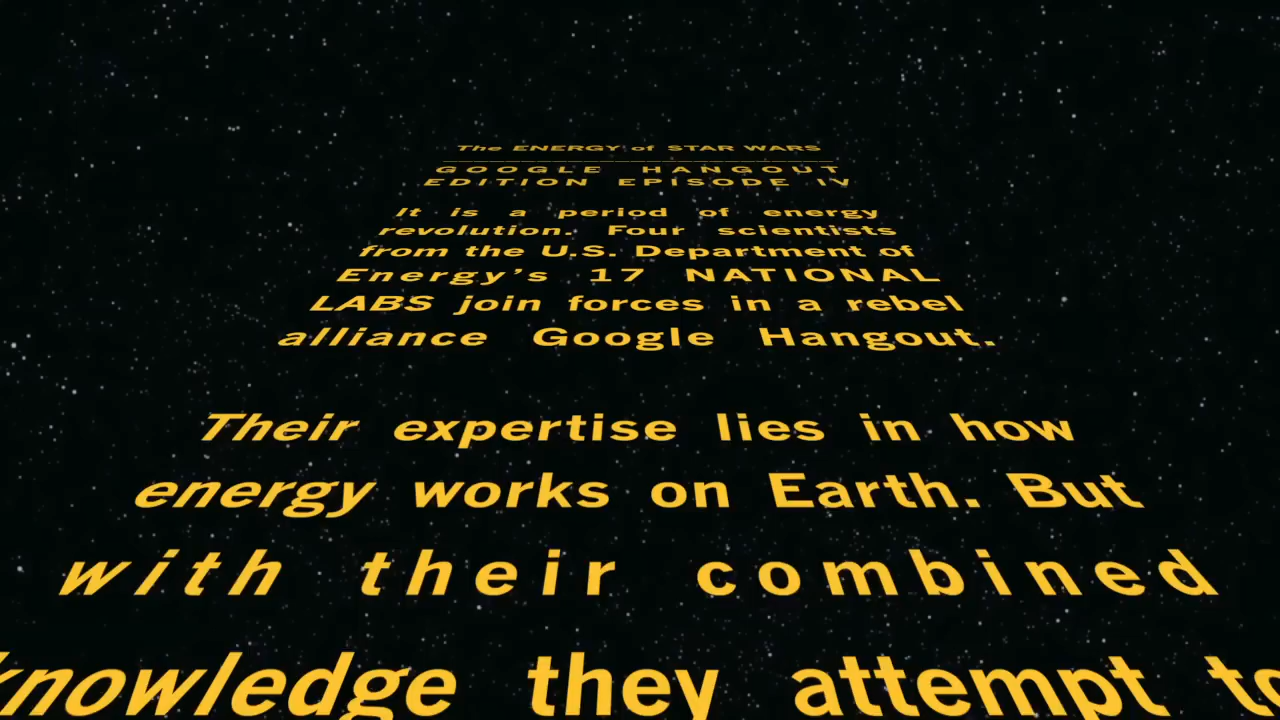 The ENERGY of STAR WARS
GOOGLE HANGOUT
EDITION EPISODE IV
It is a period of energy
revolution. Four scientists
from the U.S. Department of
Energy’s 17 NATIONAL
LABS join forces in a rebel
alliance Google Hangout.
Their expertise lies in how
energy works on Earth. But
with their combined
knowledge they attempt to